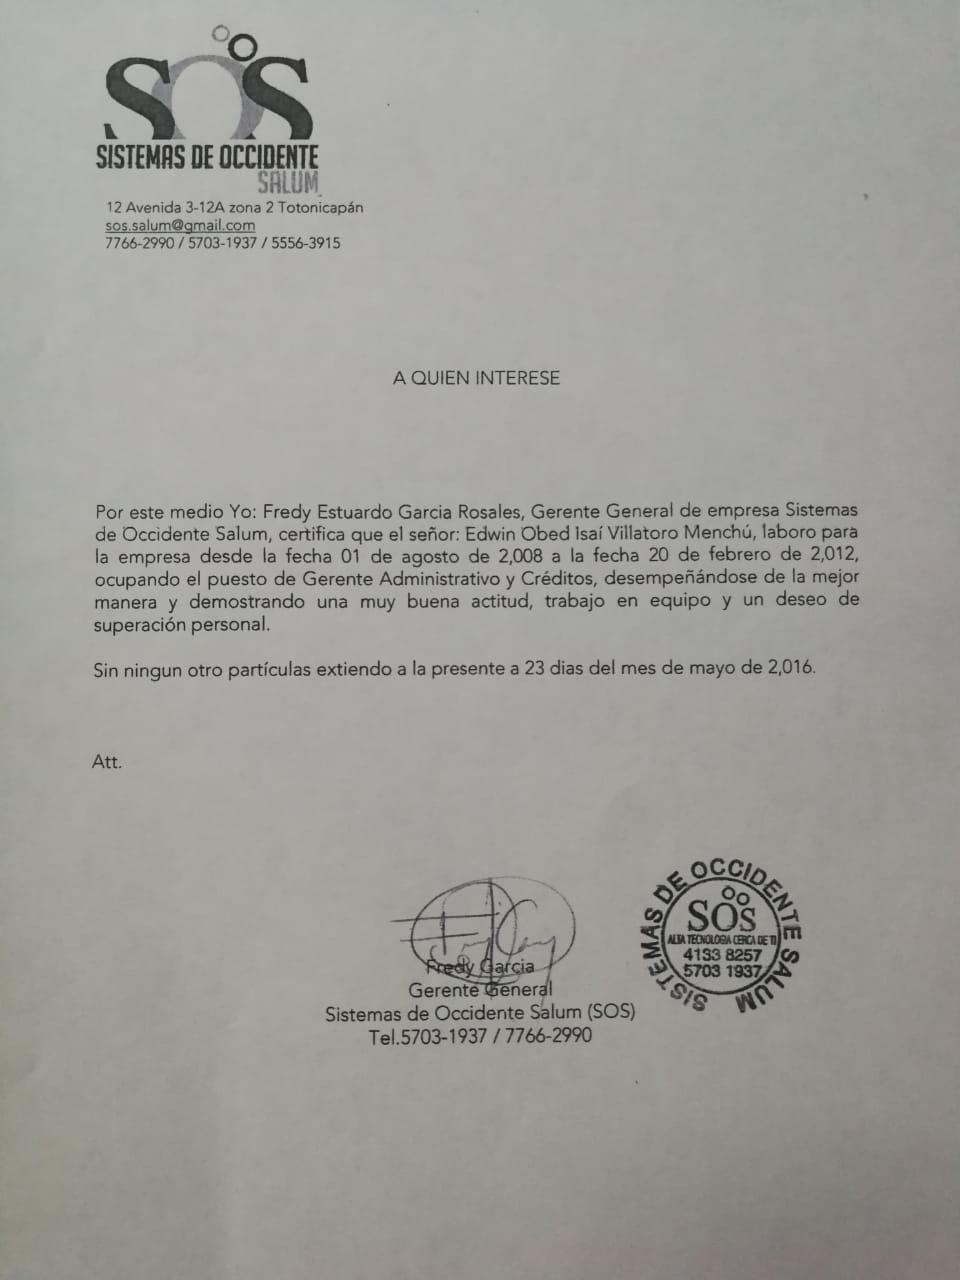 SOS
SISTEMAS DE OCCIDENTE
SALUM
12 Avenida 3-12A zona 2 Totonicapán
sos.salum@gmail.com
7766-2990 / 5703-1937 / 5556-3915
A QUIEN INTERESE
Por este medio Yo: Fredy Estuardo Garcia Rosales, Gerente General de empresa Sistemas
de Occidente Salum, certifica que el señor: Edwin Obed Isaí Villatoro Menchú, laboro para
la empresa desde la fecha 01 de agosto de 2,008 a la fecha 20 de febrero de 2,012,
ocupando el puesto de Gerente Administrativo y Créditos, desempeñándose de la mejor
manera y demostrando una muy buena actitud, trabajo en equipo y un deseo de
superación personal.
Sin ningun otro partículas extiendo a la presente a 23 dias del mes de mayo de 2,016.
Att.
Fredy Garcia
Gerente General
Sistemas de Occidente Salum (SOS)
Tel.5703-1937 / 7766-2990
SISTEMAS DE OCCIDENTE SALUM
SOS
ALTA TECNOLOGIA CERCA DE TI
4133 8257
5703 1937